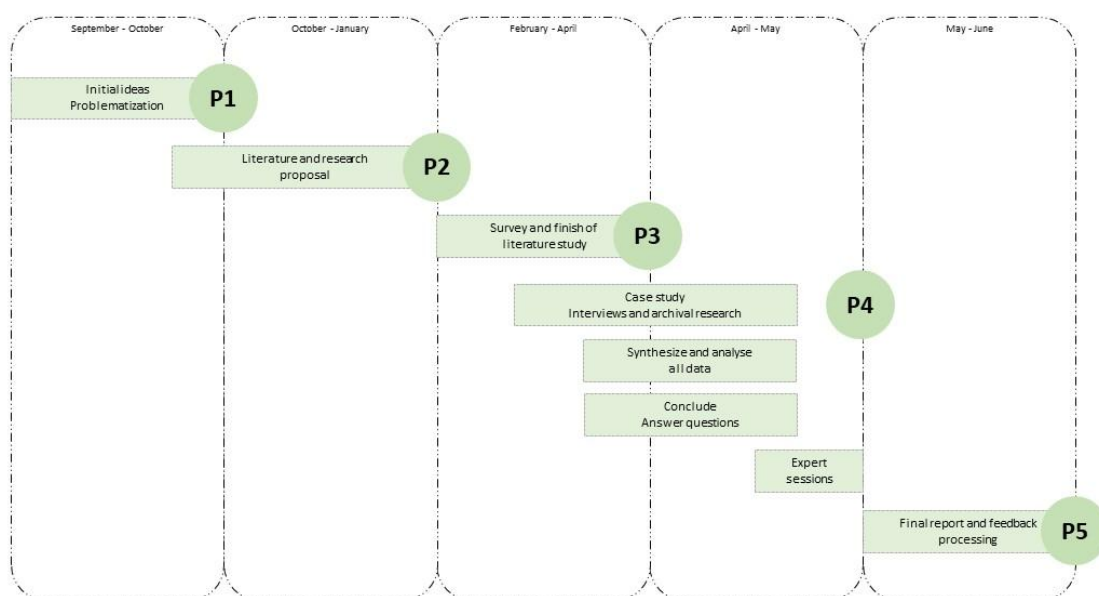 September - October
October - January
February - April
April - May
May - June
Initial ideas
Problematization
P1
Literature and research
proposal
P2
Survey and finish of
literature study
P3
Case study
Interviews and archival research
P4
Synthesize and analyse
all data
Conclude
Answer questions
Expert
sessions
Final report and feedback
processing
P5